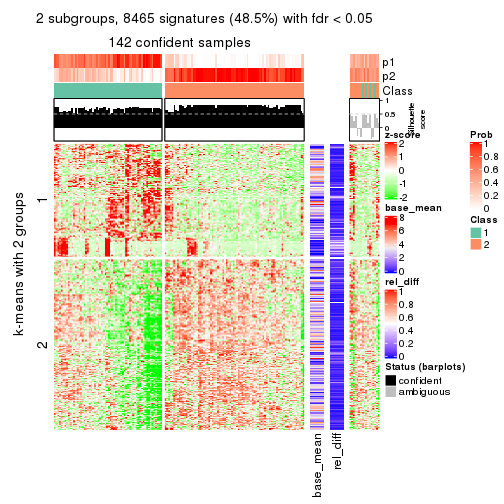 2 subgroups, 8465 signatures (48.5%) with fdr < 0.05
142 confident samples
p1
p2
Class
1
0.5
0
Silhouette
score
k-means with 2 groups
1
2
base_mean
rel_diff
z-score
2
1
0
-1
-2
base_mean
8
6
4
2
0
rel_diff
1
0.8
0.6
0.4
0.2
0
Status (barplots)
confident
ambiguous
Prob
1
0.8
0.6
0.4
0.2
0
Class
1
2